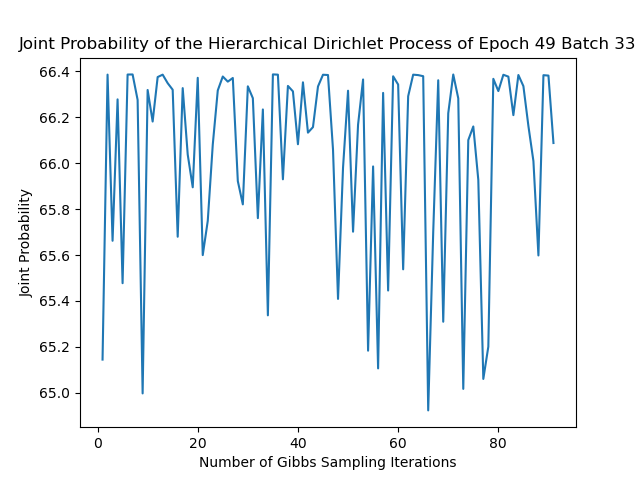 Joint Probability of the Hierarchical Dirichlet Process of Epoch 49 Batch 33
66.4
66.2
66.0
65.8
65.6
65.4
65.2
65.0
Joint Probability
0 20 40 60 80
Number of Gibbs Sampling Iterations